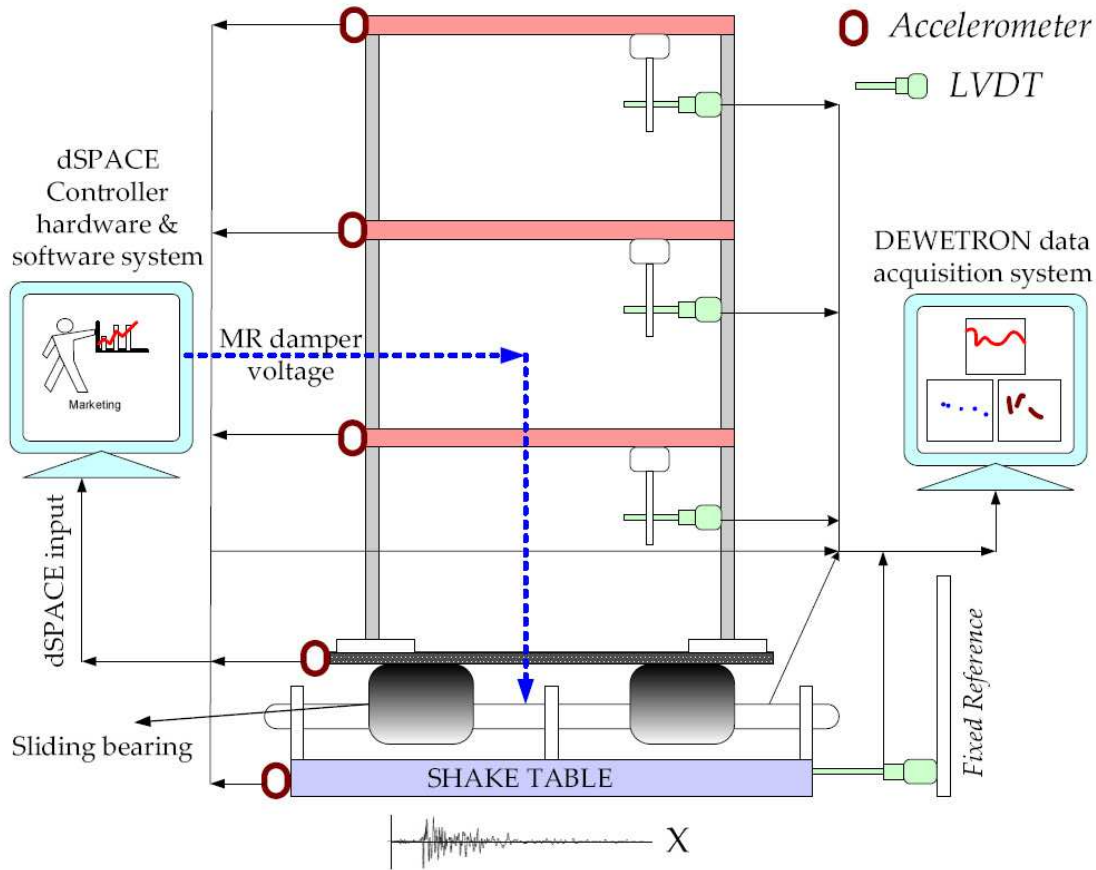 Accelerometer
LVDT
dSPACE
Controller
hardware &
software system
DEWETRON data
acquisition system
MR damper
voltage
Marketing
dSPACE input
Fixed Reference
Sliding bearing
SHAKE TABLE
X